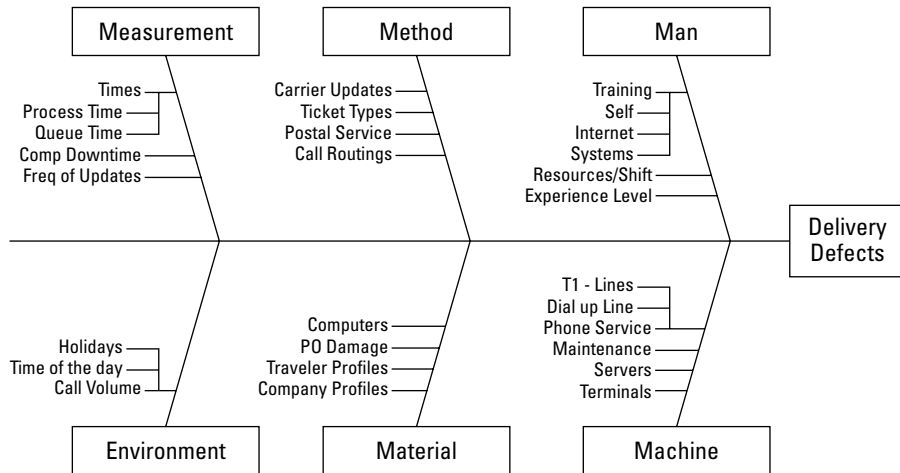 Measurement
Method
Man
Times
Process Time
Queue Time
Comp Downtime
Freq of Updates
Carrier Updates
Ticket Types
Postal Service
Call Routings
Training
Self
Internet
Systems
Resources/Shift
Experience Level
Delivery
Defects
Holidays
Time of the day
Call Volume
Computers
PO Damage
Traveler Profiles
Company Profiles
T1 - Lines
Dial up Line
Phone Service
Maintenance
Servers
Terminals
Environment
Material
Machine